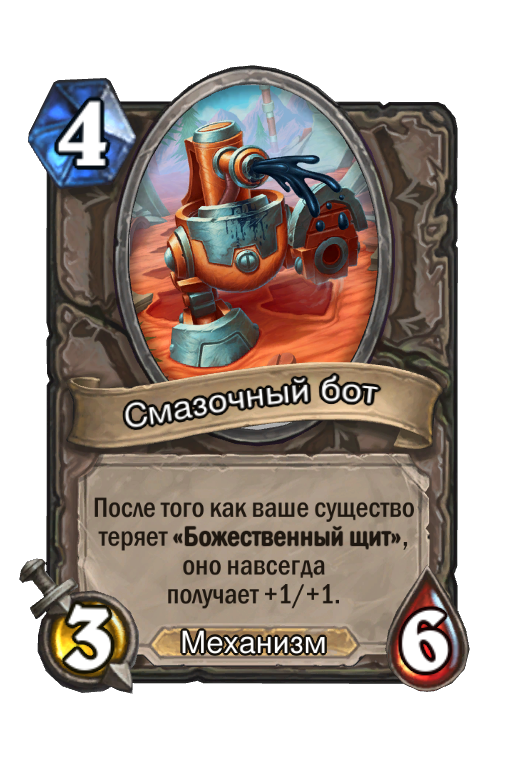 4
Смазочный бот
После того как ваше существо
теряет «Божественный щит»,
оно навсегда
получает +1/+1.
3
Механизм
6